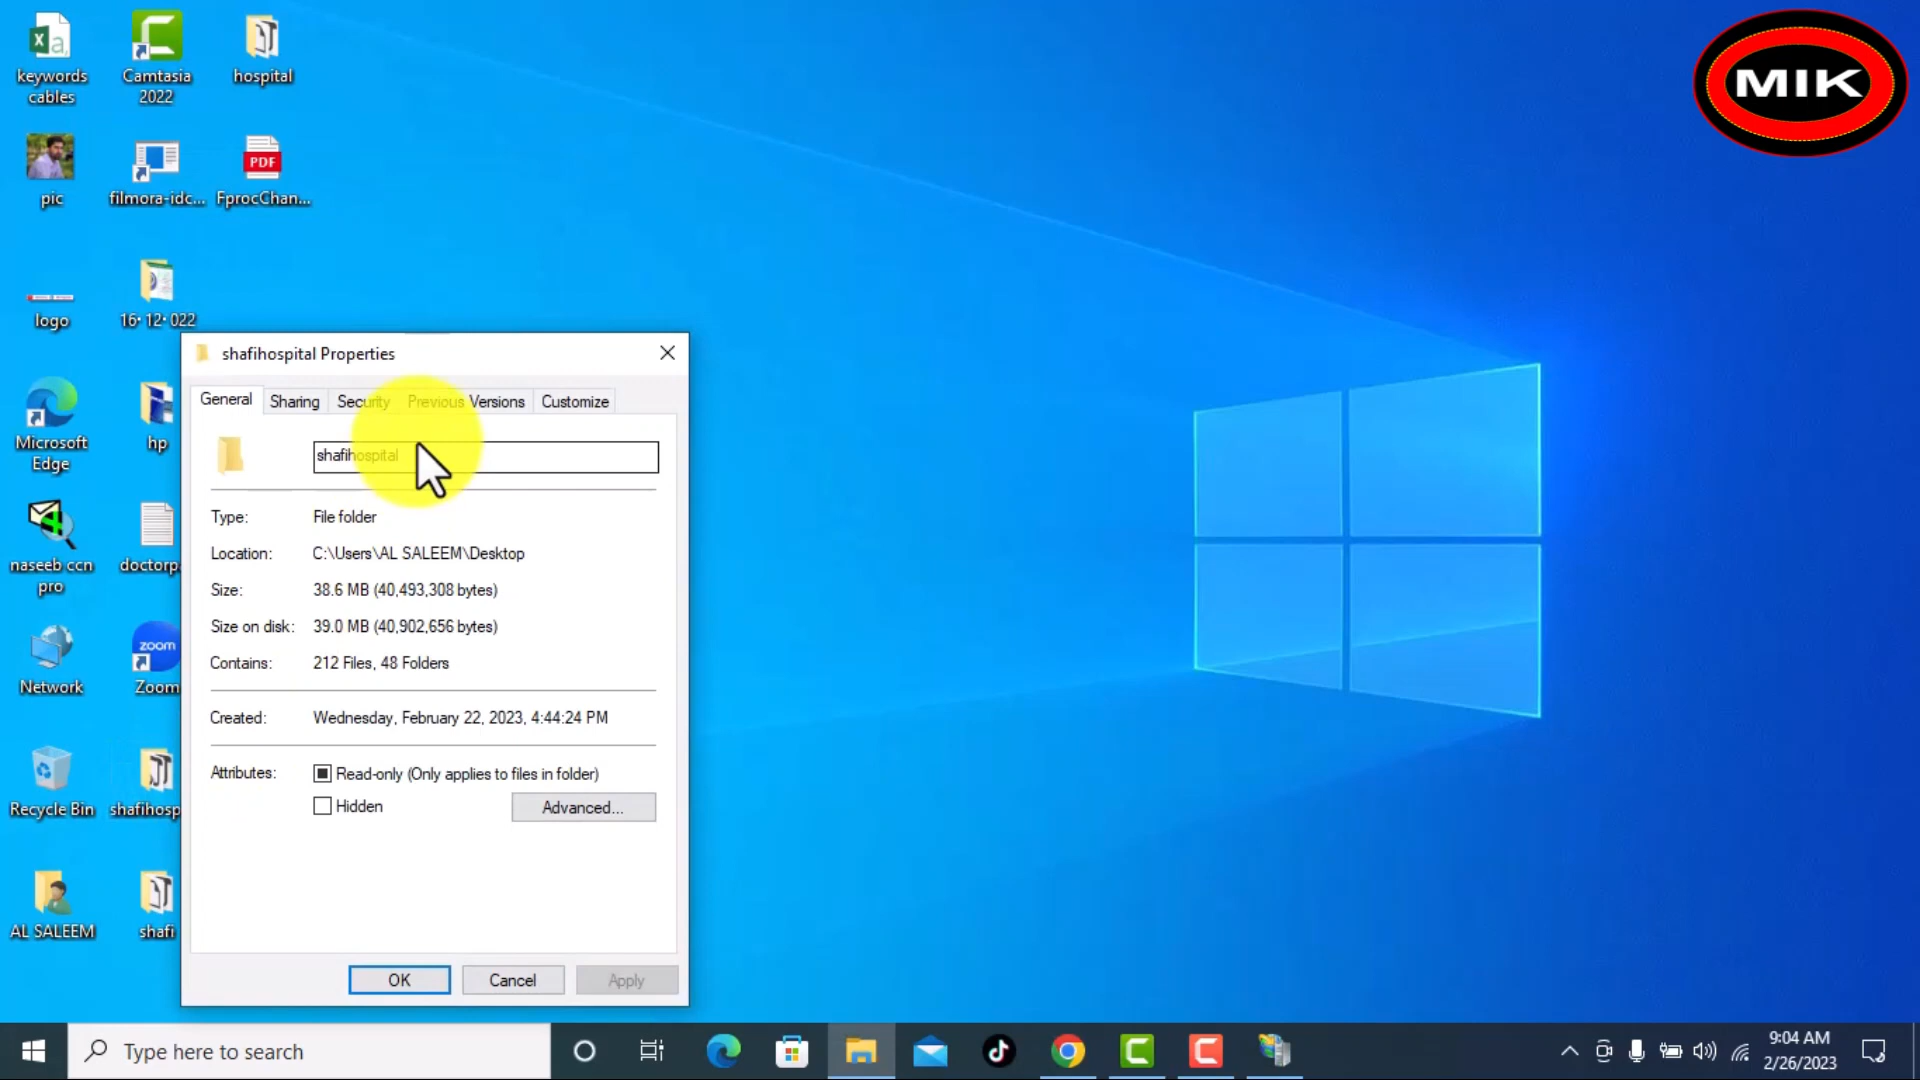 keywords
cables
Camtasia
2022
hospital
pic
filmora-idc...
PDF
FprocChan...
logo
16• 12• 022
Microsoft
Edge
hp
naseeb ccn
pro
doctorp
Network
zoom
Zoom
Recycle Bin
shafihosp
AL SALEEM
shafi
MIK
shafihospital Properties
General
Sharing
Security
Previous Versions
Customize
shafihospital
Type:
File folder
Location:
C:\Users\AL SALEEM\Desktop
Size:
38.6 MB (40,493,308 bytes)
Size on disk:
39.0 MB (40,902,656 bytes)
Contains:
212 Files, 48 Folders
Created:
Wednesday, February 22, 2023, 4:44:24 PM
Attributes:
Read-only (Only applies to files in folder)
Hidden
Advanced...
OK
Cancel
Apply
Type here to search
9:04 AM
2/26/2023